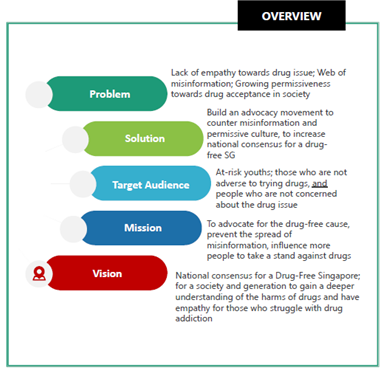 OVERVIEW
Problem
Lack of empathy towards drug issue; Web of
misinformation; Growing permissiveness
towards drug acceptance in society
Solution
Build an advocacy movement to
counter misinformation and
permissive culture, to increase
national consensus for a drug-
free SG
Target Audience
At-risk youths; those who are not
adverse to trying drugs, and
people who are not concerned
about the drug issue
Mission
To advocate for the drug-free cause,
prevent the spread of
misinformation, influence more
people to take a stand against drugs
Vision
National consensus for a Drug-Free Singapore;
for a society and generation to gain a deeper
understanding of the harms of drugs and have
empathy for those who struggle with drug
addiction